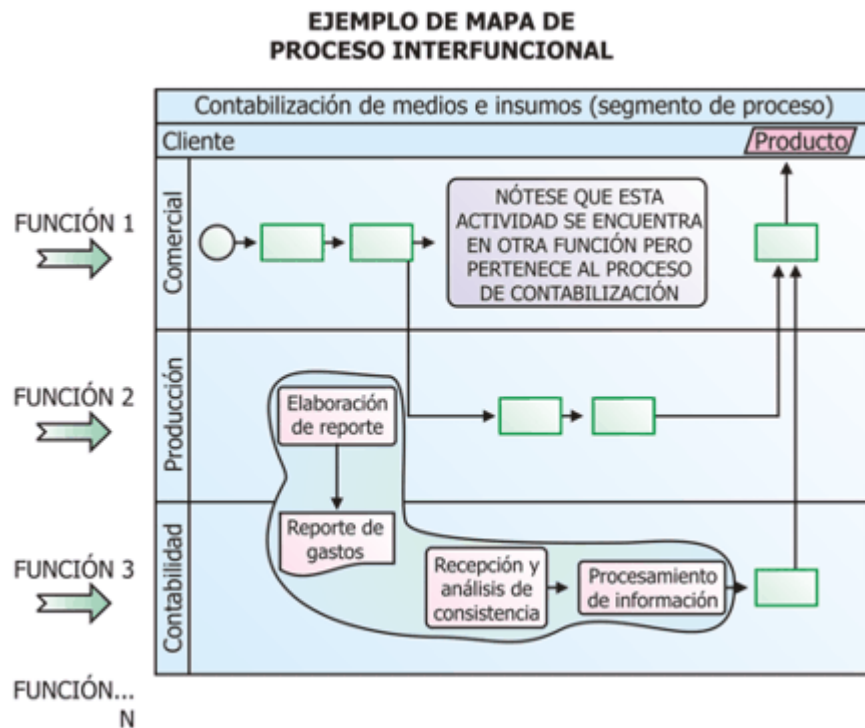 EJEMPLO DE MAPA DE
PROCESO INTERFUNCIONAL
Contabilización de medios e insumos (segmento de proceso)
Cliente
Producto
FUNCIÓN 1
Comercial
NÓTESE QUE ESTA
ACTIVIDAD SE ENCUENTRA
EN OTRA FUNCIÓN PERO
PERTENECE AL PROCESO
DE CONTABILIZACIÓN
FUNCIÓN 2
Producción
Elaboración
de reporte
FUNCIÓN 3
Contabilidad
Reporte de
gastos
Recepción y
análisis de
consistencia
Procesamiento
de información
FUNCIÓN...
N